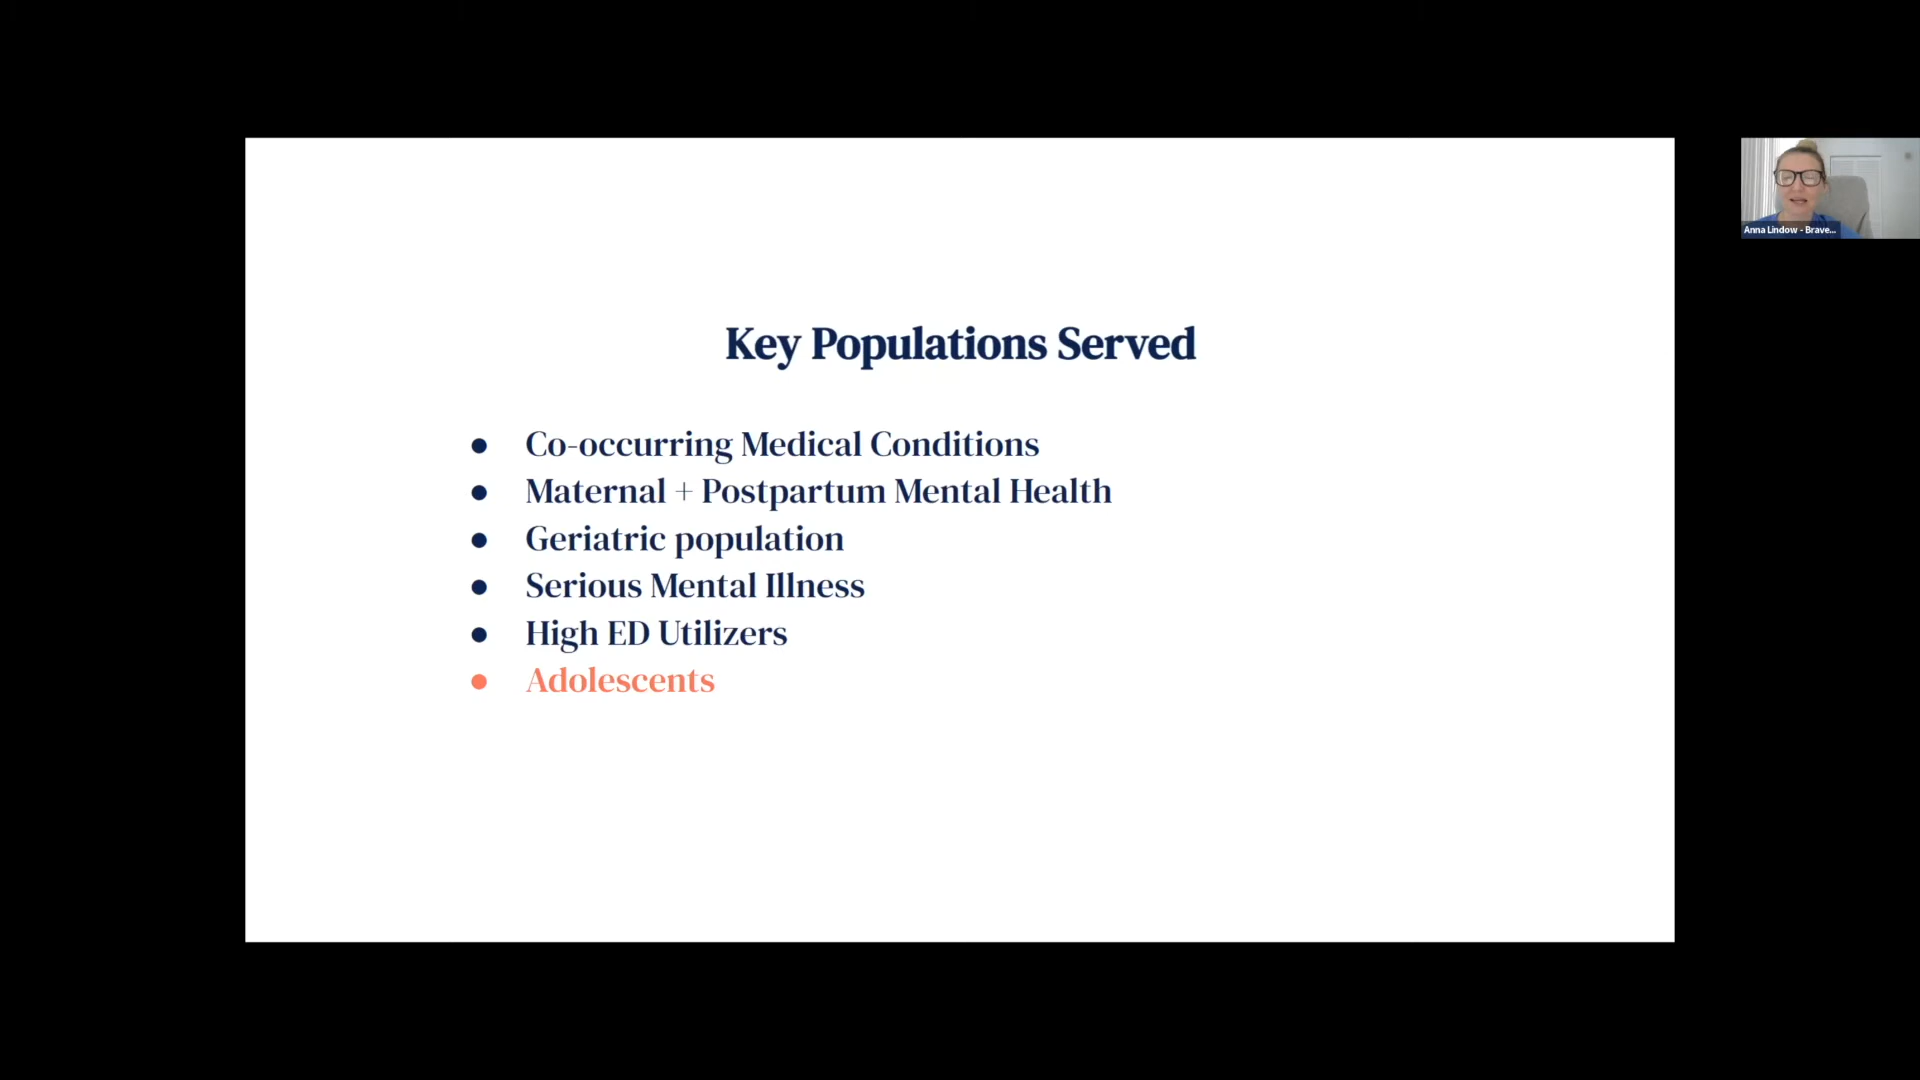 Key Populations Served
● Co-occurring Medical Conditions
● Maternal + Postpartum Mental Health
● Geriatric population
● Serious Mental Illness
● High ED Utilizers
● Adolescents
Anna Lindow - Brave...